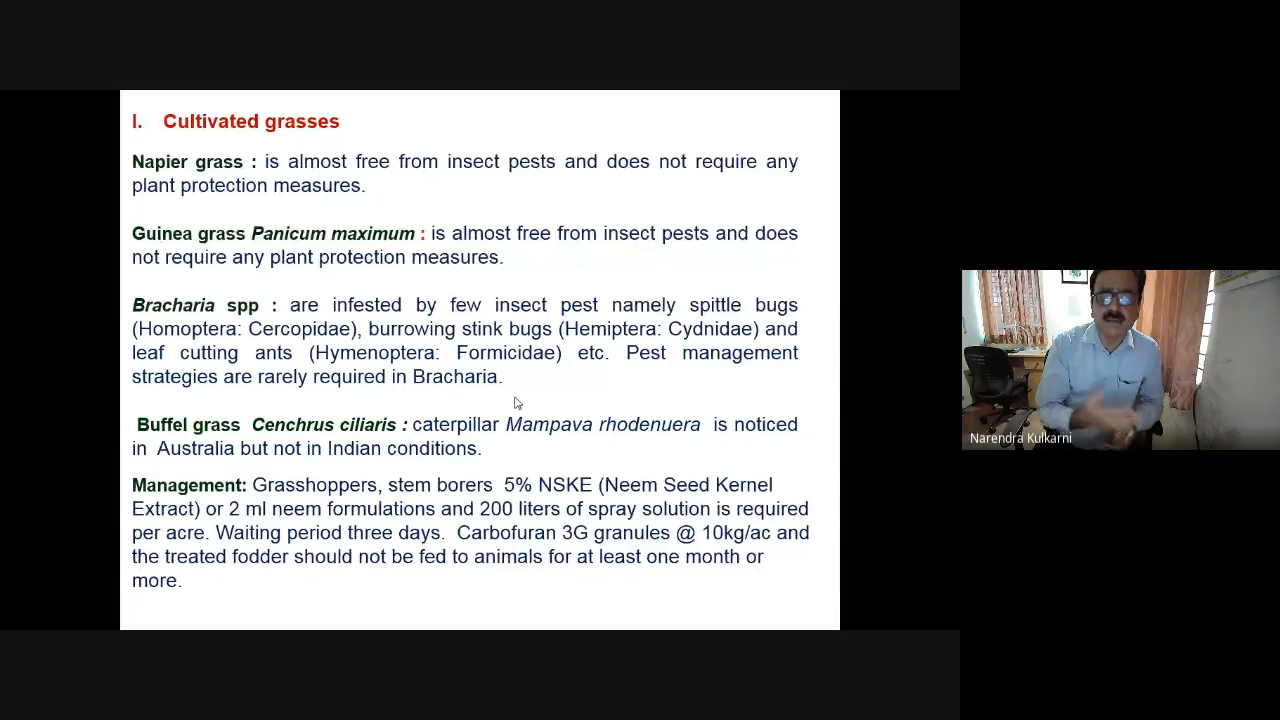 I. Cultivated grasses
Napier grass : is almost free from insect pests and does not require any
plant protection measures.
Guinea grass Panicum maximum : is almost free from insect pests and does
not require any plant protection measures.
Bracharia spp : are infested by few insect pest namely spittle bugs
(Homoptera: Cercopidae), burrowing stink bugs (Hemiptera: Cydnidae) and
leaf cutting ants (Hymenoptera: Formicidae) etc. Pest management
strategies are rarely required in Bracharia.
Buffel grass Cenchrus ciliaris : caterpillar Mampava rhodenuera is noticed
in Australia but not in Indian conditions.
Management: Grasshoppers, stem borers 5% NSKE (Neem Seed Kernel
Extract) or 2 ml neem formulations and 200 liters of spray solution is required
per acre. Waiting period three days. Carbofuran 3G granules @ 10kg/ac and
the treated fodder should not be fed to animals for at least one month or
more.
Narendra Kulkarni